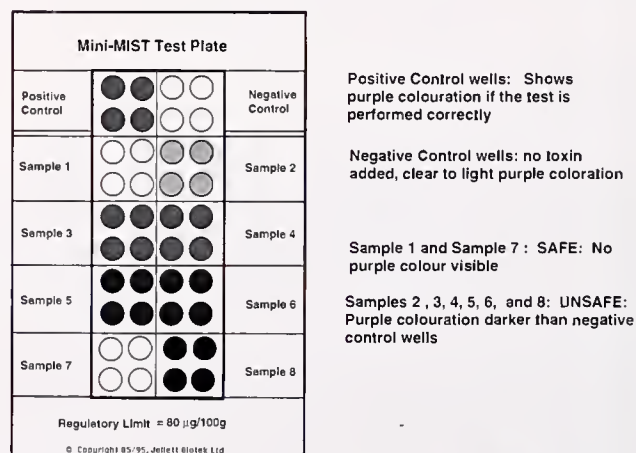 Mini-MIST Test Plate
Positive
Control
Negative
Control
Sample 1
Sample 2
Sample 3
Sample 4
Sample 5
Sample 6
Sample 7
Sample 8
Regulatory Limit = 80 µg/100g
© Copyright 05/95, Jellett Biotek Ltd
Positive Control wells: Shows
purple colouration if the test is
performed correctly
Negative Control wells: no toxin
added, clear to light purple coloration
Sample 1 and Sample 7 : SAFE: No
purple colour visible
Samples 2 , 3, 4, 5, 6, and 8: UNSAFE:
Purple colouration darker than negative
control wells